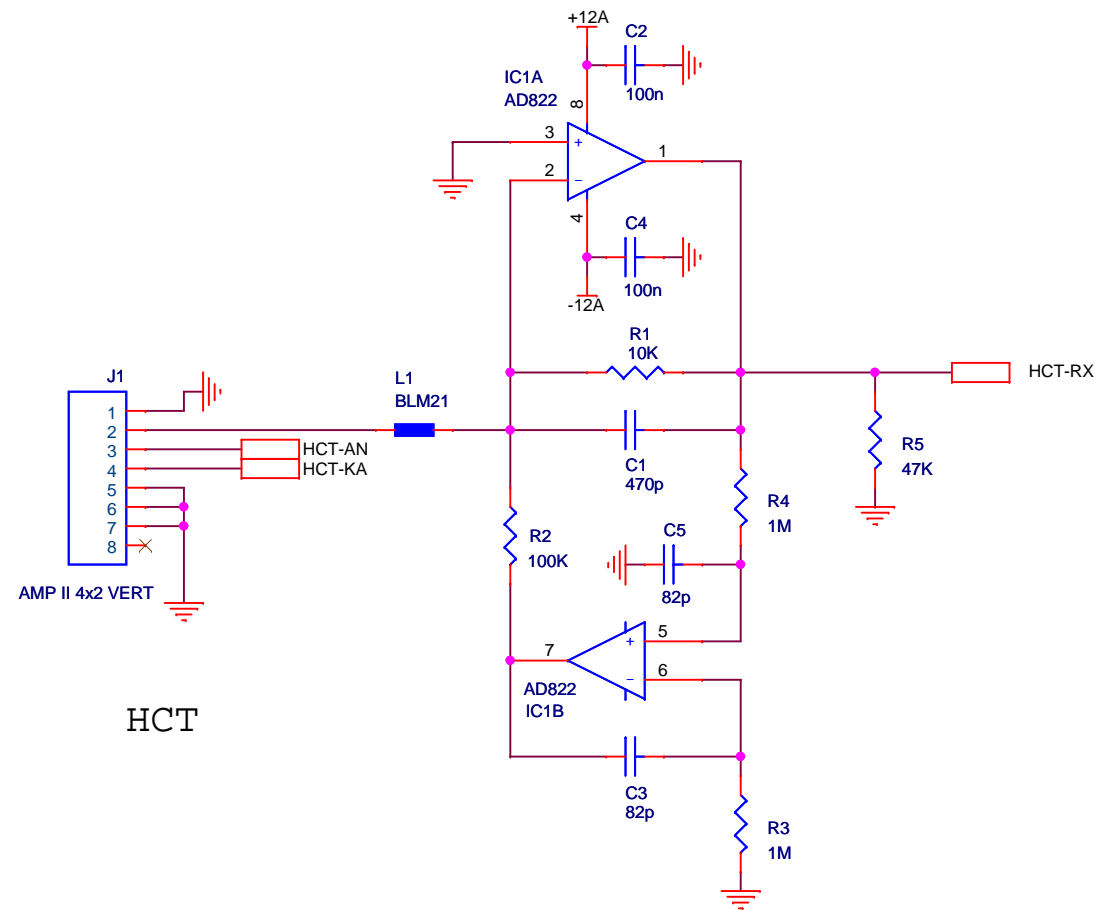 +12A
C2
100n
IC1A
AD822
8
3
+
2
−
1
4
C4
100n
-12A
R1
10K
J1
L1
BLM21
HCT-RX
1
2
3
4
5
6
7
8
HCT-AN
HCT-KA
C1
470p
R5
47K
R4
1M
R2
100K
C5
82p
AMP II 4x2 VERT
5
+
6
−
7
AD822
IC1B
HCT
C3
82p
R3
1M